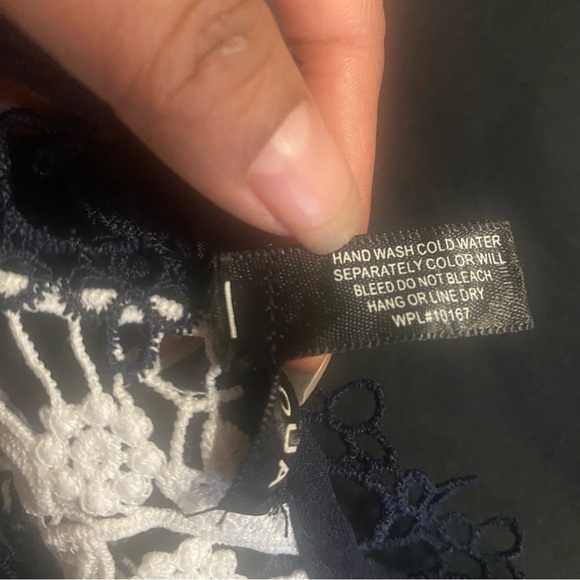 HAND WASH COLD WATER
SEPARATELY COLOR WILL
BLEED DO NOT BLEACH
HANG OR LINE DRY
WPL#10167